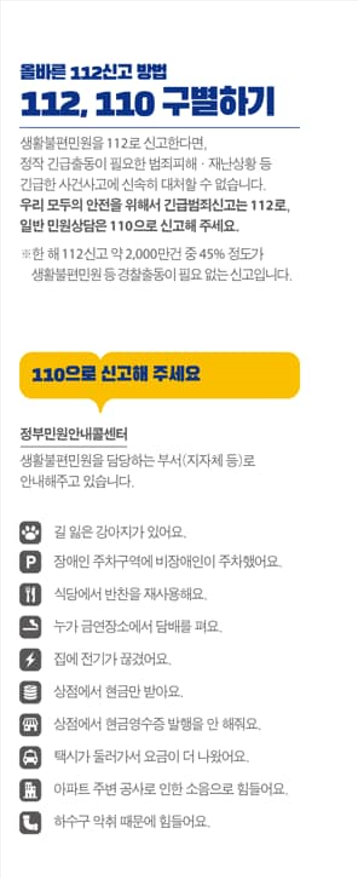 올바른 112신고 방법
112, 110 구별하기
생활불편민원을 112로 신고한다면,
정작 긴급출동이 필요한 범죄피해 · 재난상황 등
긴급한 사건사고에 신속히 대처할 수 없습니다.
우리 모두의 안전을 위해서 긴급범죄신고는 112로,
일반 민원상담은 110으로 신고해 주세요.
※한 해 112신고 약 2,000만건 중 45% 정도가
생활불편민원 등 경찰출동이 필요 없는 신고입니다.
110으로 신고해 주세요
정부민원안내콜센터
생활불편민원을 담당하는 부서(지자체 등)로
안내해주고 있습니다.
길 잃은 강아지가 있어요.
P 장애인 주차구역에 비장애인이 주차했어요.
식당에서 반찬을 재사용해요.
누가 금연장소에서 담배를 펴요.
집에 전기가 끊겼어요.
상점에서 현금만 받아요.
상점에서 현금영수증 발행을 안 해줘요.
택시가 둘러가서 요금이 더 나왔어요.
아파트 주변 공사로 인한 소음으로 힘들어요.
하수구 악취 때문에 힘들어요.